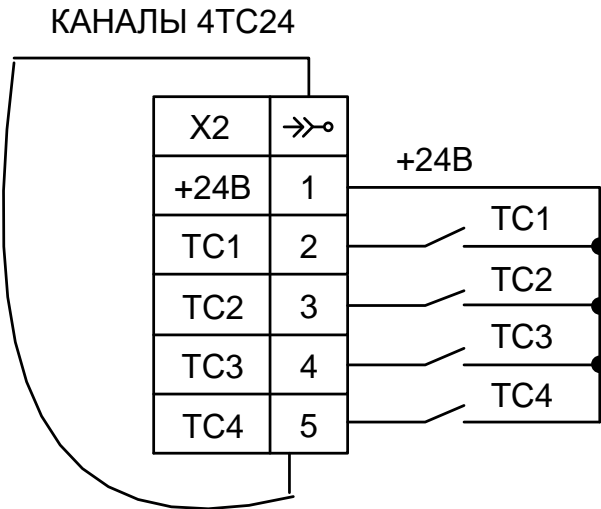 КАНАЛЫ 4ТС24
X2
+24В 1
ТС1 2
ТС2 3
ТС3 4
ТС4 5
+24В
ТС1
ТС2
ТС3
ТС4